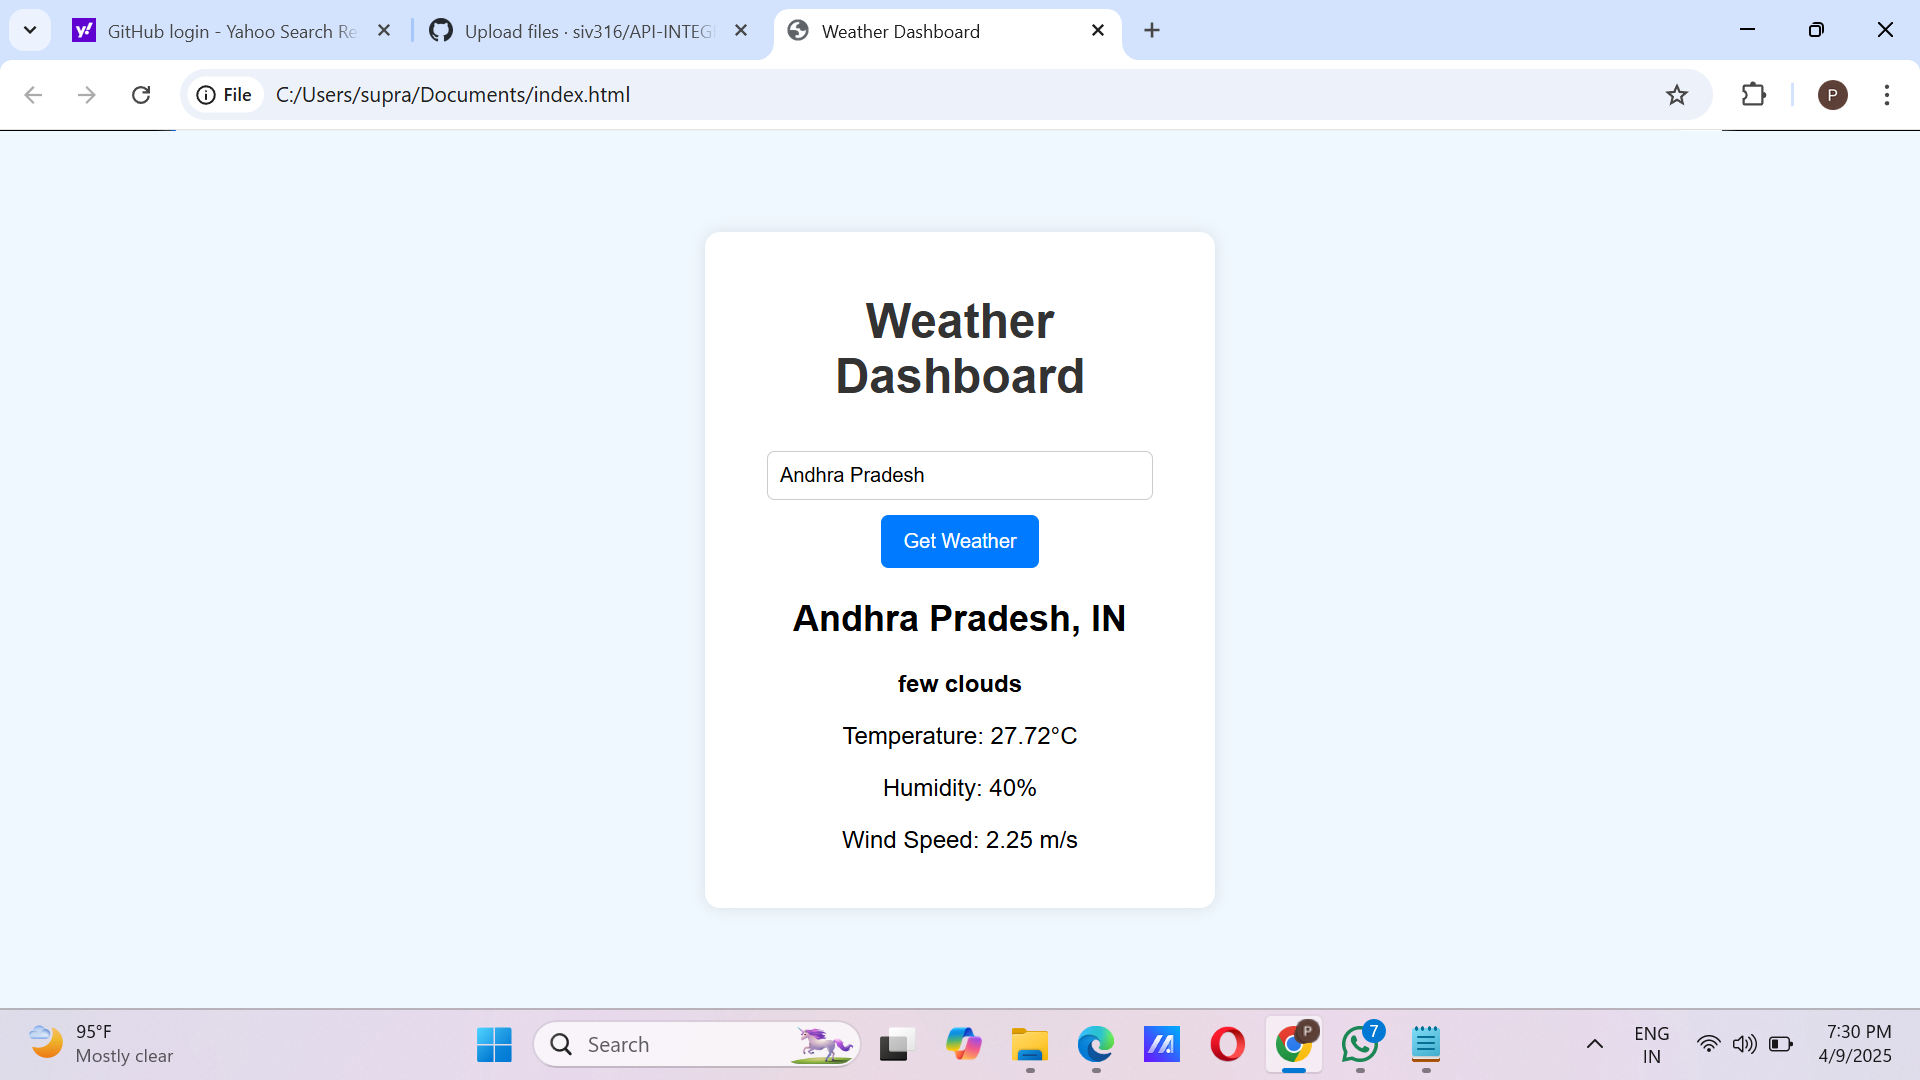 GitHub login - Yahoo Search Re
Upload files · siv316/API-INTEG
Weather Dashboard
File
C:/Users/supra/Documents/index.html
P
Weather
Dashboard
Andhra Pradesh
Get Weather
Andhra Pradesh, IN
few clouds
Temperature: 27.72°C
Humidity: 40%
Wind Speed: 2.25 m/s
95°F
Mostly clear
Search
P
7
ENG
IN
7:30 PM
4/9/2025